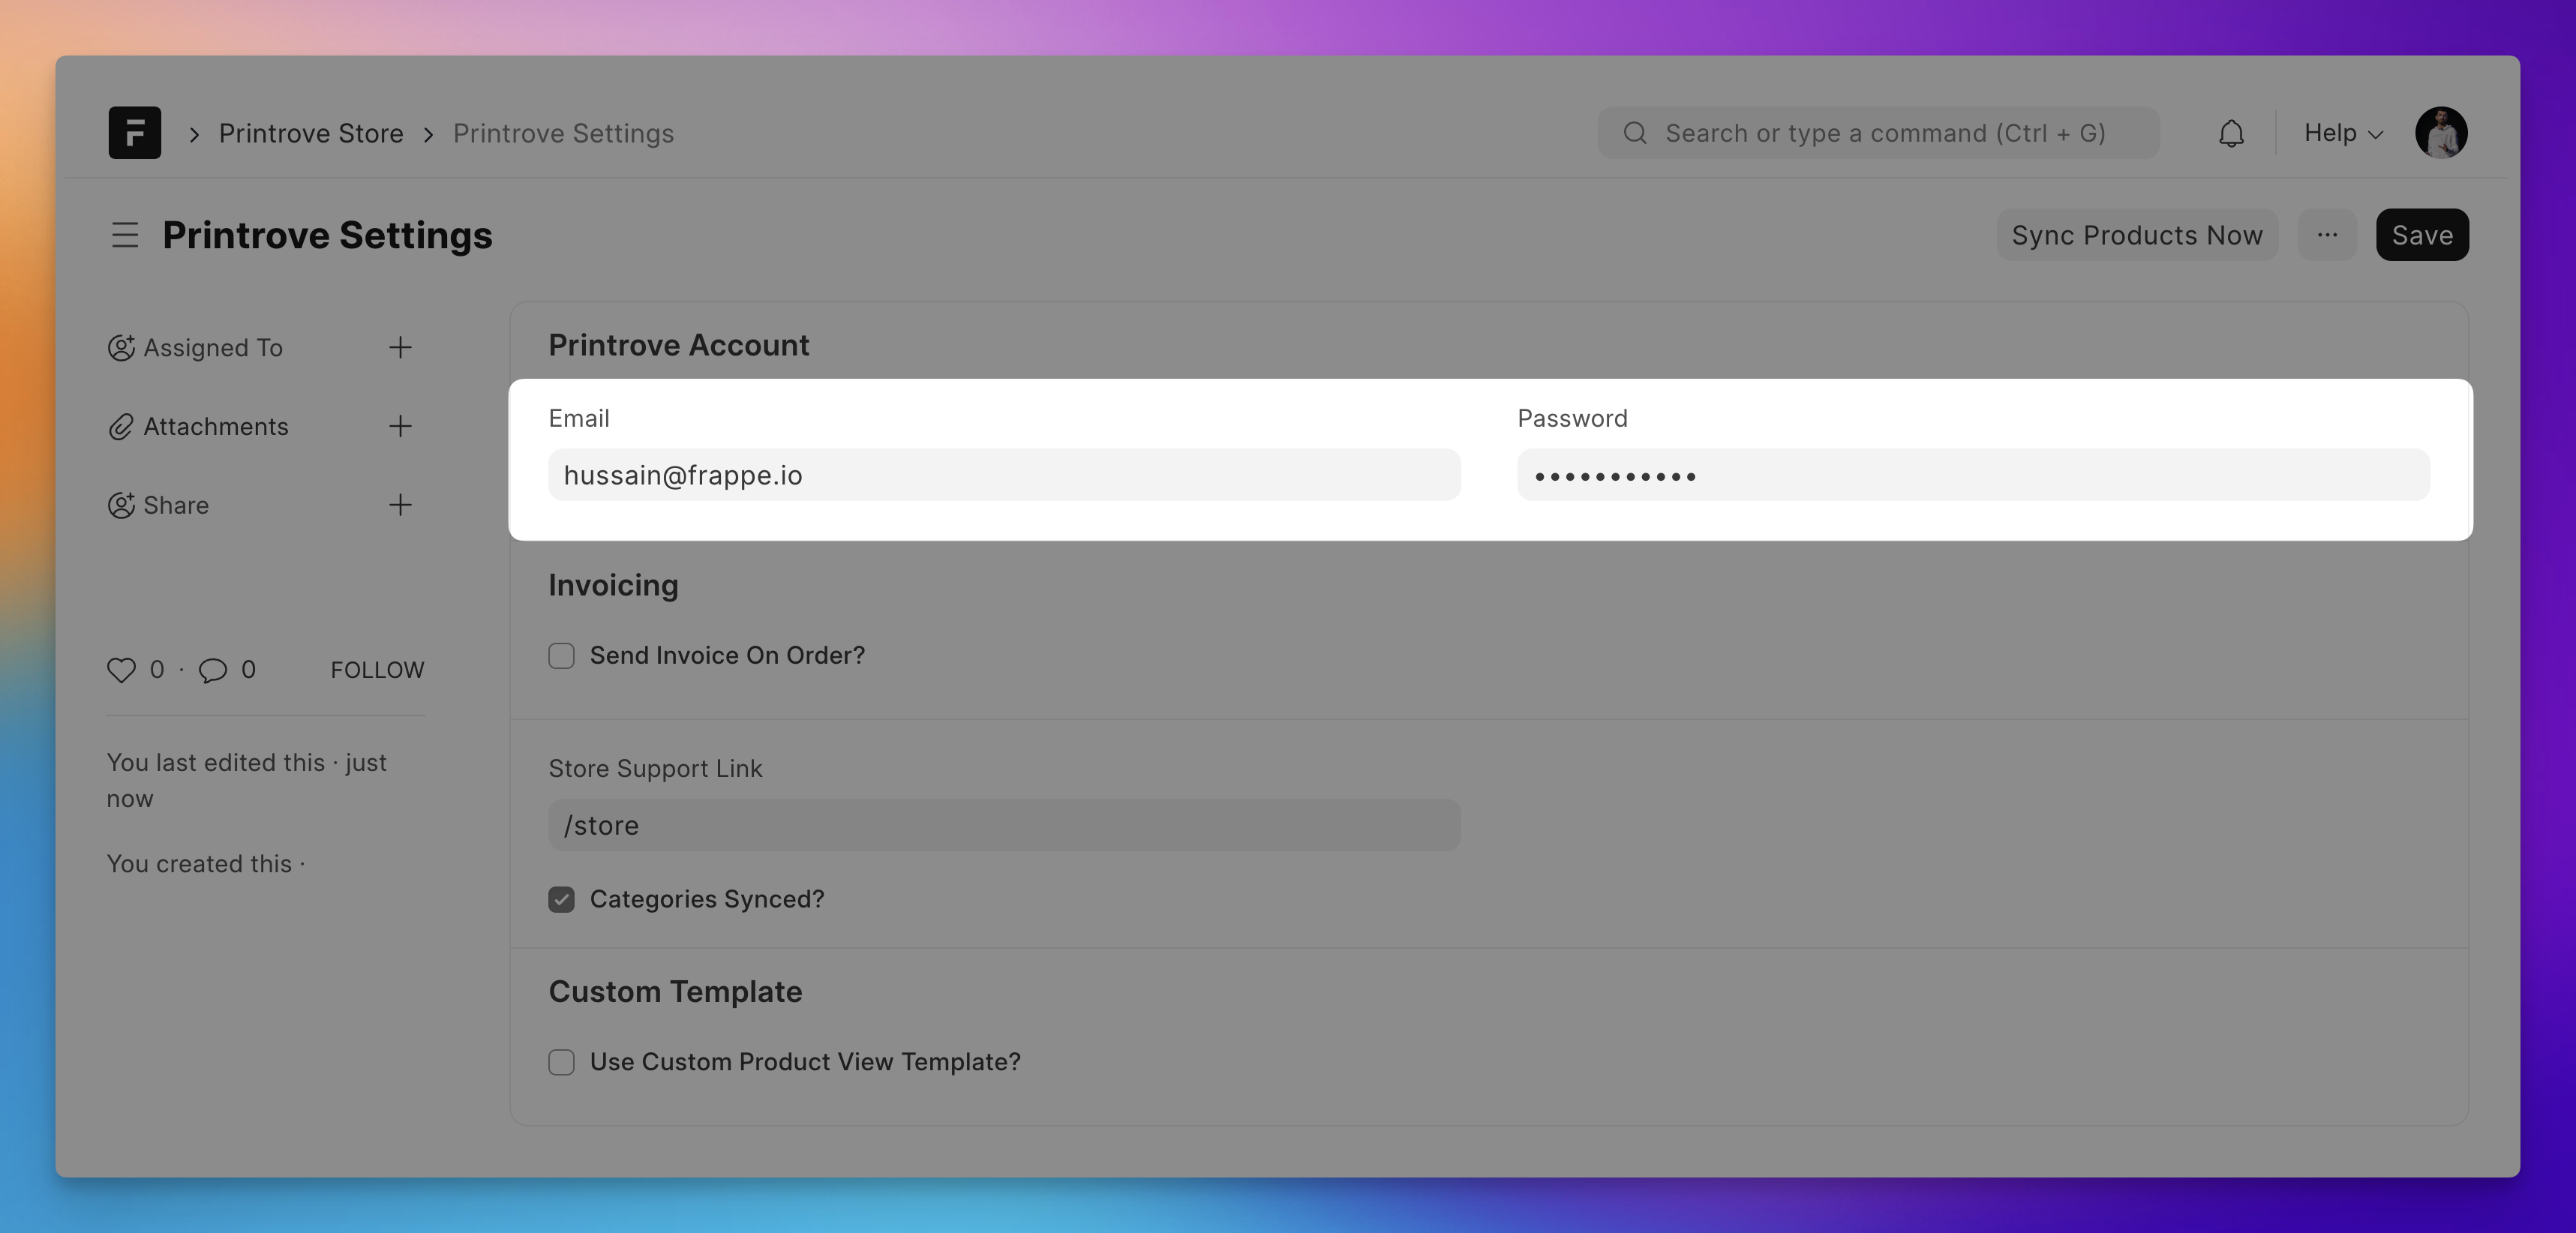 F
Printrove Store
Printrove Settings
Search or type a command (Ctrl + G)
Help
Printrove Settings
Sync Products Now
···
Save
Assigned To
Attachments
Share
0 · 0
FOLLOW
You last edited this · just
now
You created this ·
Printrove Account
Email
Password
hussain@frappe.io
•••••••••••
Invoicing
Send Invoice On Order?
Store Support Link
/store
Categories Synced?
Custom Template
Use Custom Product View Template?